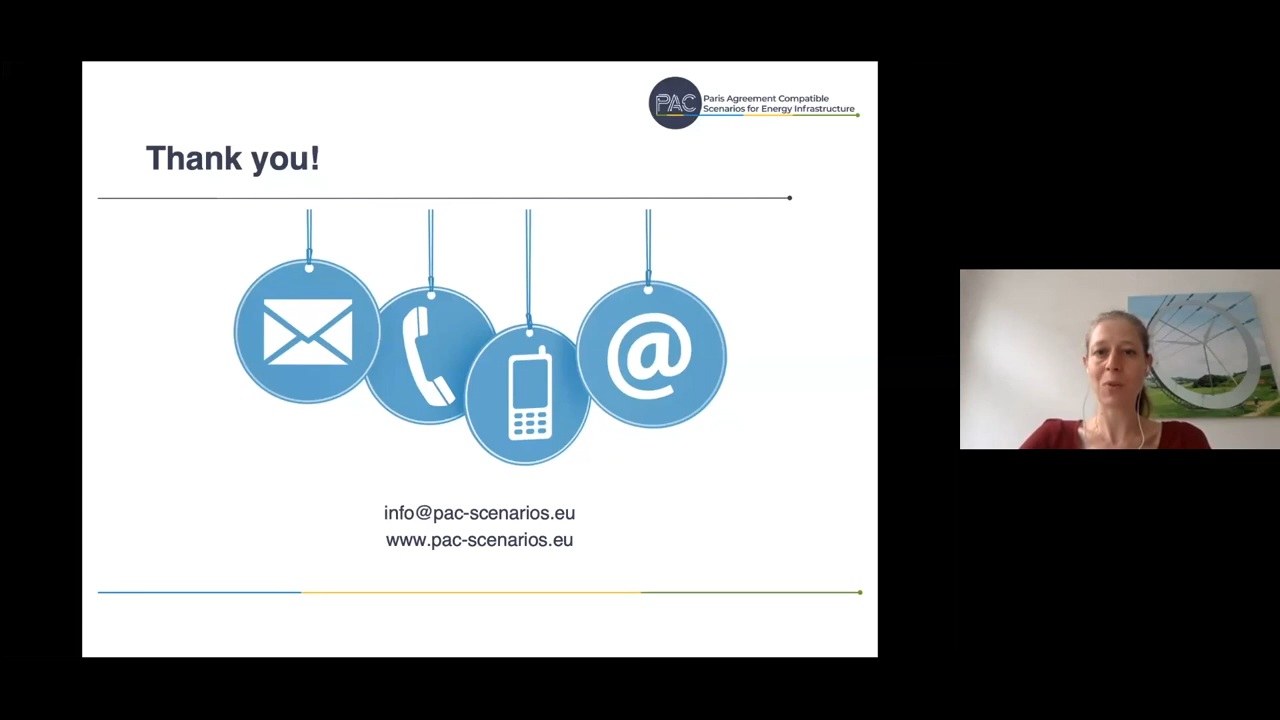 PAC
Paris Agreement Compatible
Scenarios for Energy Infrastructure
Thank you!
@
info@pac-scenarios.eu
www.pac-scenarios.eu